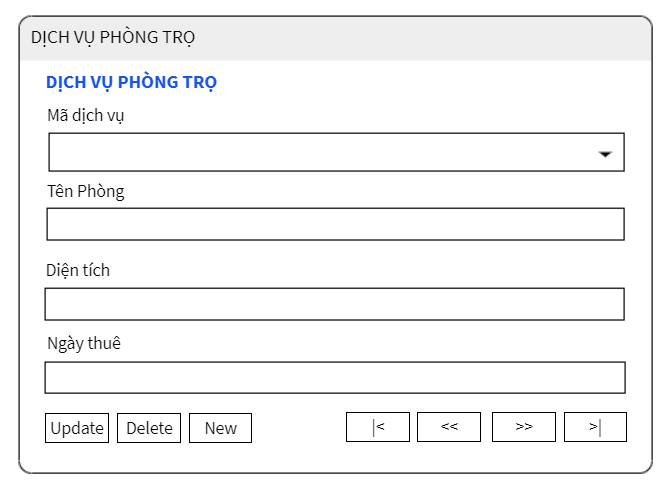 DỊCH VỤ PHÒNG TRỌ
DỊCH VỤ PHÒNG TRỌ
Mã dịch vụ
Tên Phòng
Diện tích
Ngày thuê
Update Delete New |< << >> >|